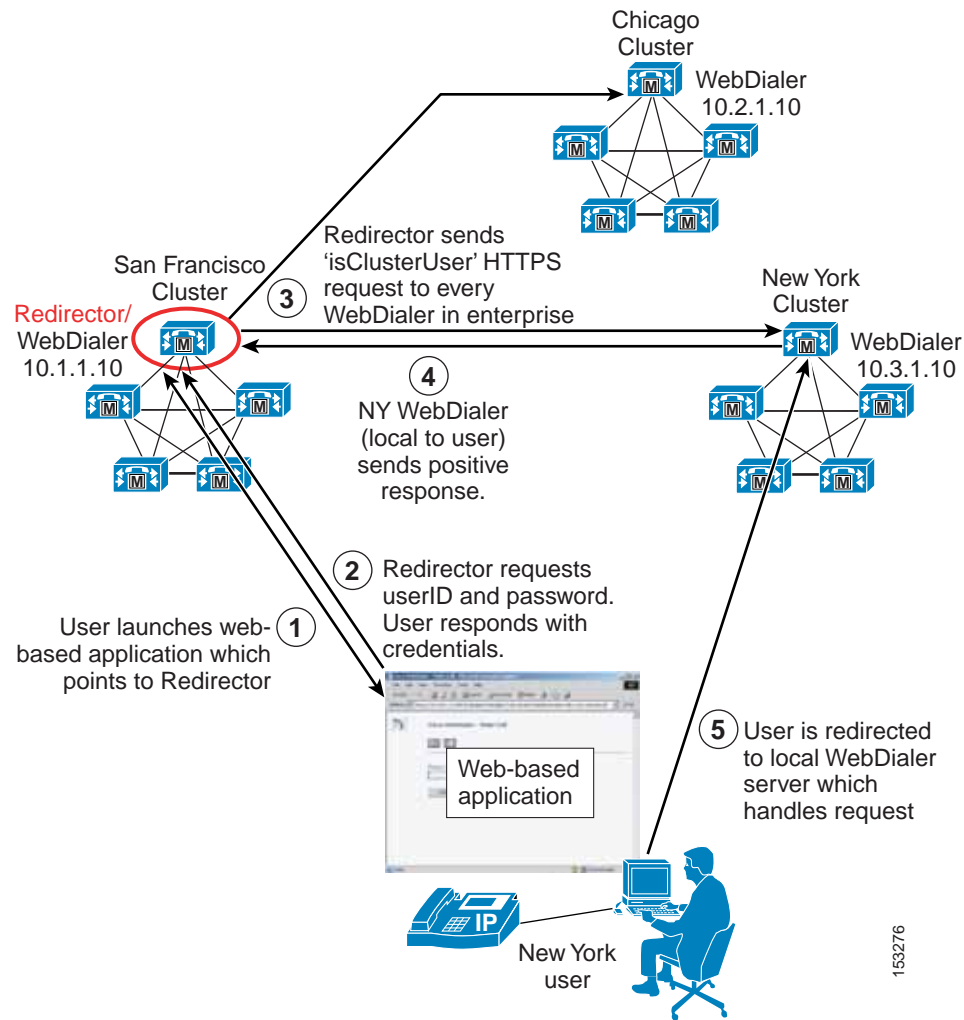 Chicago
Cluster
WebDialer
10.2.1.10
M
M
M
M
M
Redirector sends
‘isClusterUser’ HTTPS
request to every
WebDialer in enterprise
3
San Francisco
Cluster
Redirector/
WebDialer
10.1.1.10
M
M
M
M
M
New York
Cluster
WebDialer
10.3.1.10
M
M
M
M
M
4
NY WebDialer
(local to user)
sends positive
response.
2
Redirector requests
userID and password.
User responds with
credentials.
1
User launches web-
based application which
points to Redirector
Web-based
application
5
User is redirected
to local WebDialer
server which
handles request
IP
New York
user
153276